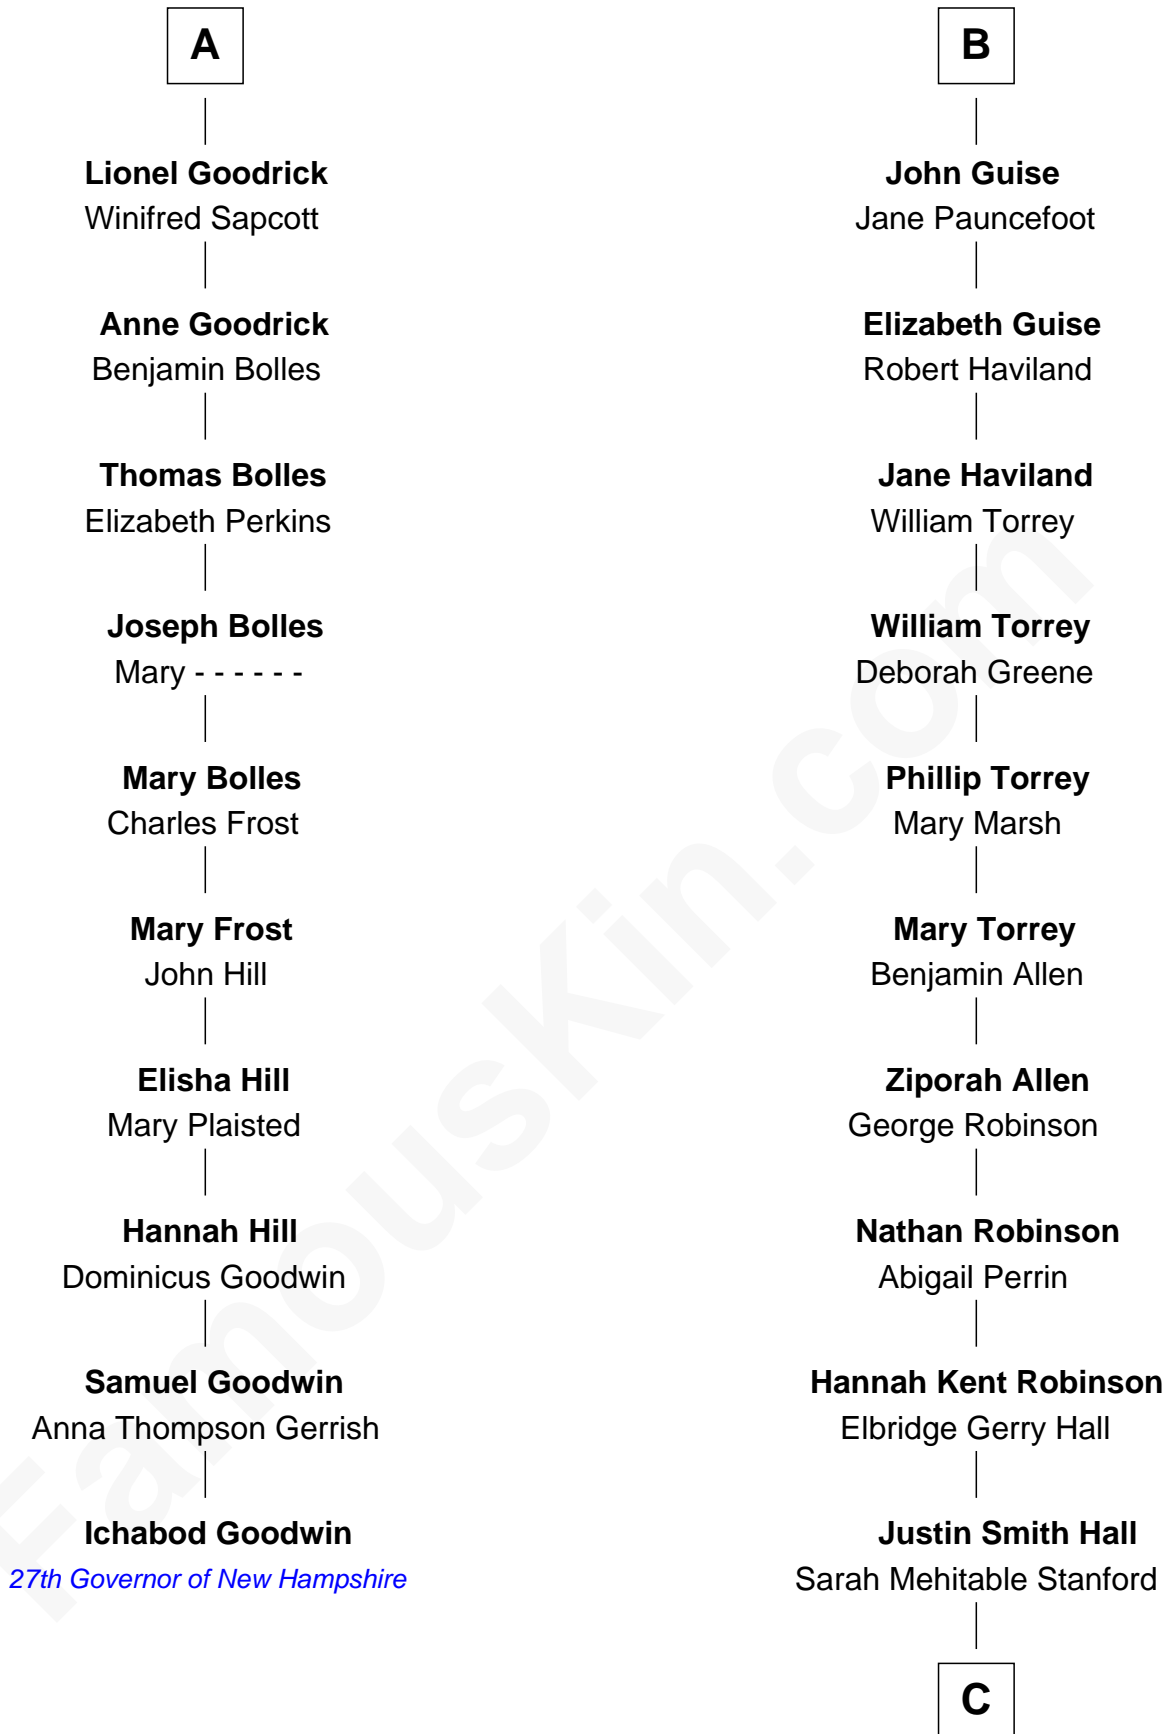 A
Lionel Goodrick
Winifred Sapcott
Anne Goodrick
Benjamin Bolles
Thomas Bolles
Elizabeth Perkins
Joseph Bolles
Mary - - - - - -
Mary Bolles
Charles Frost
Mary Frost
John Hill
Elisha Hill
Mary Plaisted
Hannah Hill
Dominicus Goodwin
Samuel Goodwin
Anna Thompson Gerrish
Ichabod Goodwin
27th Governor of New Hampshire
B
John Guise
Jane Pauncefoot
Elizabeth Guise
Robert Haviland
Jane Haviland
William Torrey
William Torrey
Deborah Greene
Phillip Torrey
Mary Marsh
Mary Torrey
Benjamin Allen
Ziporah Allen
George Robinson
Nathan Robinson
Abigail Perrin
Hannah Kent Robinson
Elbridge Gerry Hall
Justin Smith Hall
Sarah Mehitable Stanford
C
FamousKin.com